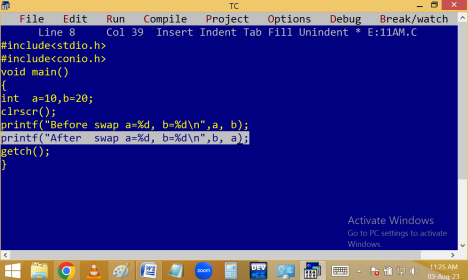 TC
File Edit Run Compile Project Options Debug Break/watch
Line 8 Col 39 Insert Indent Tab Fill Unindent * E:11AM.C
#include<stdio.h>
#include<conio.h>
void main()
{
int  a=10,b=20;
clrscr();
printf("Before swap a=%d, b=%d\n",a, b);
printf("After  swap a=%d, b=%d\n",b, a);
getch();
}
Activate Windows
Go to PC settings to activate
Windows.
zoom
DEV
11:25 AM
03-Aug-23